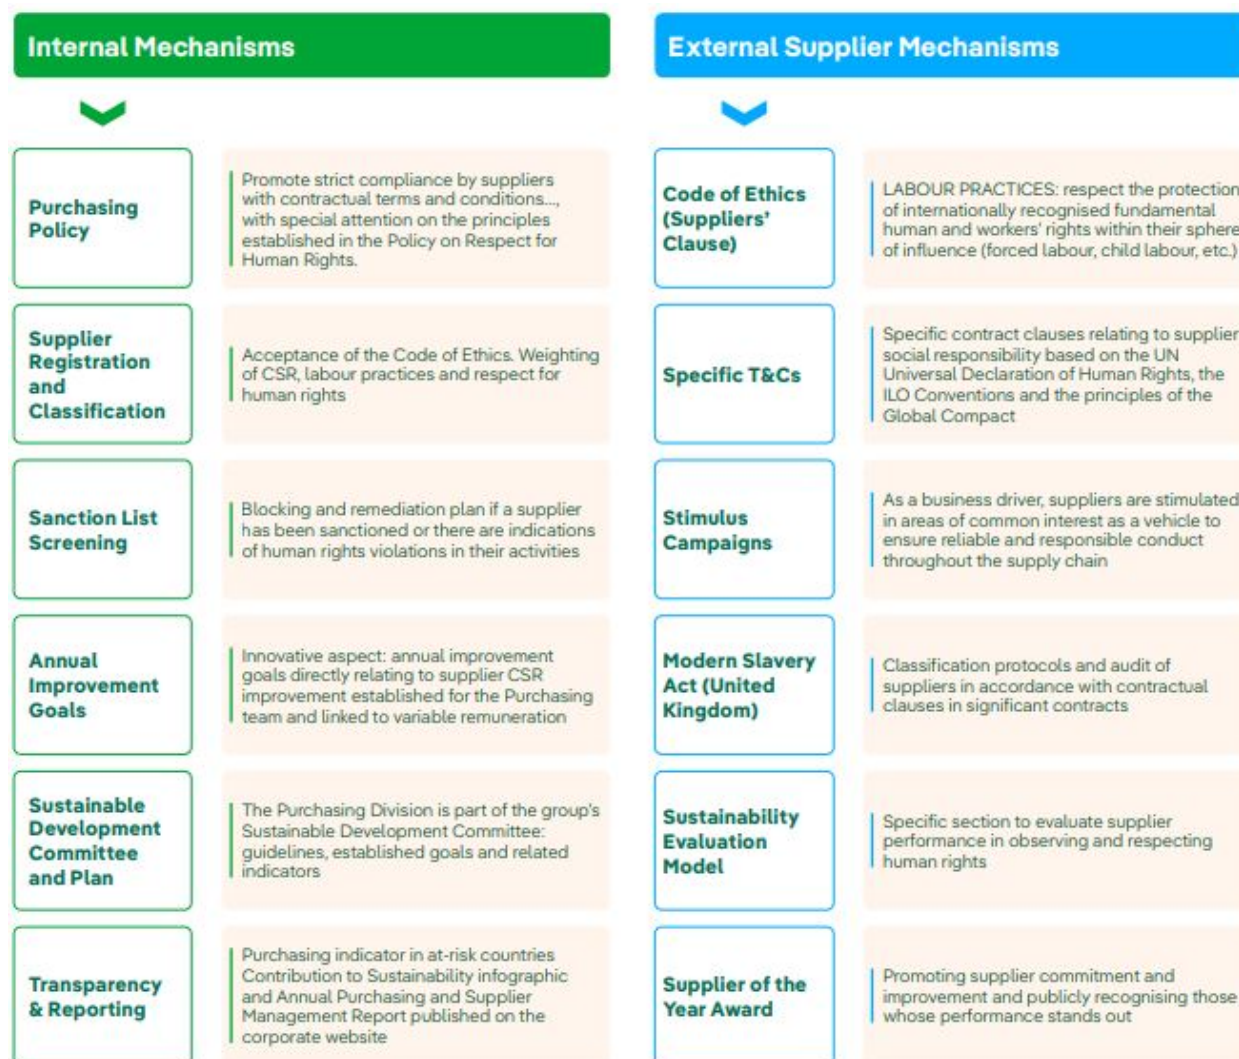 Internal Mechanisms
Purchasing
Policy
Promote strict compliance by suppliers
with contractual terms and conditions...,
with special attention on the principles
established in the Policy on Respect for
Human Rights.
Supplier
Registration
and
Classification
Acceptance of the Code of Ethics. Weighting
of CSR, labour practices and respect for
human rights
Sanction List
Screening
Blocking and remediation plan if a supplier
has been sanctioned or there are indications
of human rights violations in their activities
Annual
Improvement
Goals
Innovative aspect: annual improvement
goals directly relating to supplier CSR
improvement established for the Purchasing
team and linked to variable remuneration
Sustainable
Development
Committee
and Plan
The Purchasing Division is part of the group's
Sustainable Development Committee:
guidelines, established goals and related
indicators
Transparency
& Reporting
Purchasing indicator in at-risk countries
Contribution to Sustainability infographic
and Annual Purchasing and Supplier
Management Report published on the
corporate website
External Supplier Mechanisms
Code of Ethics
(Suppliers'
Clause)
LABOUR PRACTICES: respect the protection
of internationally recognised fundamental
human and workers' rights within their sphere
of influence (forced labour, child labour, etc.)
Specific T&Cs
Specific contract clauses relating to supplier
social responsibility based on the UN
Universal Declaration of Human Rights, the
ILO Conventions and the principles of the
Global Compact
Stimulus
Campaigns
As a business driver, suppliers are stimulated
in areas of common interest as a vehicle to
ensure reliable and responsible conduct
throughout the supply chain
Modern Slavery
Act (United
Kingdom)
Classification protocols and audit of
suppliers in accordance with contractual
clauses in significant contracts
Sustainability
Evaluation
Model
Specific section to evaluate supplier
performance in observing and respecting
human rights
Supplier of the
Year Award
Promoting supplier commitment and
improvement and publicly recognising those
whose performance stands out